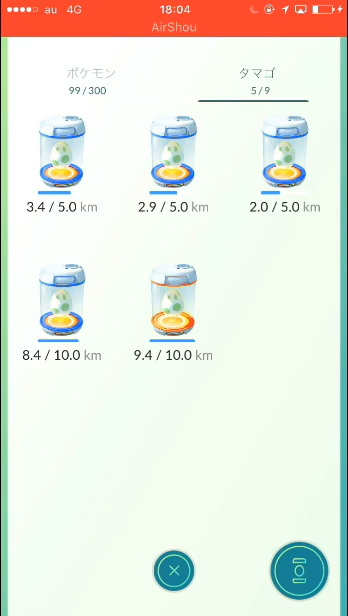 au 4G 18:04
AirShou
ポケモン タマゴ
99 / 300 5 / 9
3.4 / 5.0 km 2.9 / 5.0 km 2.0 / 5.0 km
8.4 / 10.0 km 9.4 / 10.0 km